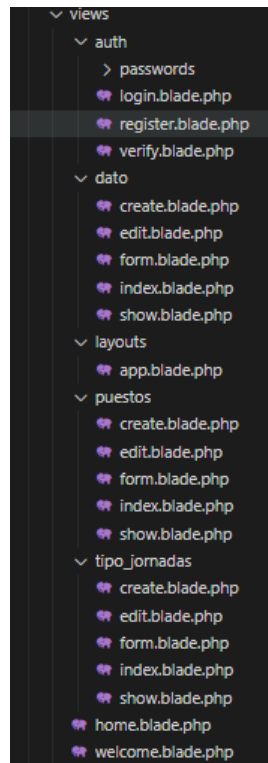 views
auth
passwords
login.blade.php
register.blade.php
verify.blade.php
dato
create.blade.php
edit.blade.php
form.blade.php
index.blade.php
show.blade.php
layouts
app.blade.php
puestos
create.blade.php
edit.blade.php
form.blade.php
index.blade.php
show.blade.php
tipo_jornadas
create.blade.php
edit.blade.php
form.blade.php
index.blade.php
show.blade.php
home.blade.php
welcome.blade.php